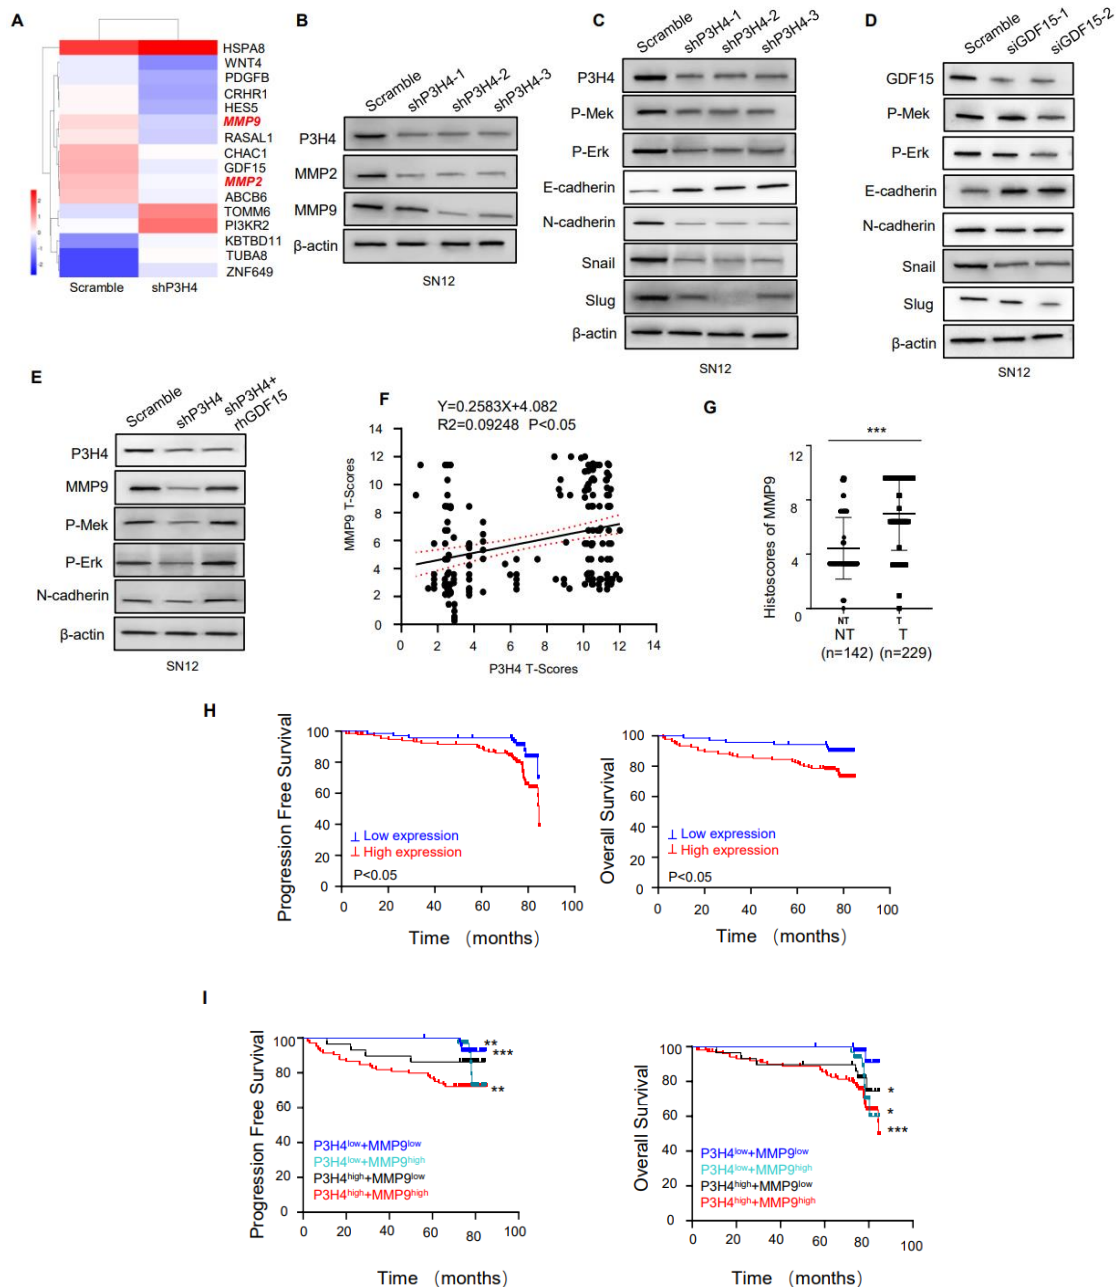 A
HSPA8
WNT4
PDGFB
CRHR1
HES5
MMP9
RASAL1
CHAC1
GDF15
MMP2
ABCB6
TOMM6
PI3KR2
KBTBD11
TUBA8
ZNF649
2
1
0
-1
-2
Scramble shP3H4
B
Scramble shP3H4-1 shP3H4-2 shP3H4-3
P3H4
MMP2
MMP9
β-actin
SN12
C
Scramble shP3H4-1 shP3H4-2 shP3H4-3
P3H4
P-Mek
P-Erk
E-cadherin
N-cadherin
Snail
Slug
β-actin
SN12
D
Scramble siGDF15-1 siGDF15-2
GDF15
P-Mek
P-Erk
E-cadherin
N-cadherin
Snail
Slug
β-actin
SN12
E
Scramble shP3H4 shP3H4+
rhGDF15
P3H4
MMP9
P-Mek
P-Erk
N-cadherin
β-actin
SN12
F
Y=0.2583X+4.082
R2=0.09248 P<0.05
MMP9 T-Scores
14
12
10
8
6
4
2
0
0 2 4 6 8 10 12 14
P3H4 T-Scores
G
***
Histoscores of MMP9
12
8
4
0
NT T
NT T
(n=142) (n=229)
H
Progression Free Survival
100
80
60
40
20
0
Low expression
High expression
P<0.05
0 20 40 60 80 100
Time (months)
Overall Survival
100
80
60
40
20
0
Low expression
High expression
P<0.05
0 20 40 60 80 100
Time (months)
I
Progression Free Survival
100
80
60
40
20
0
**
***
**
P3H4low+MMP9low
P3H4low+MMP9high
P3H4high+MMP9low
P3H4high+MMP9high
0 20 40 60 80 100
Time (months)
Overall Survival
100
80
60
40
20
0
*
*
***
P3H4low+MMP9low
P3H4low+MMP9high
P3H4high+MMP9low
P3H4high+MMP9high
0 20 40 60 80 100
Time (months)